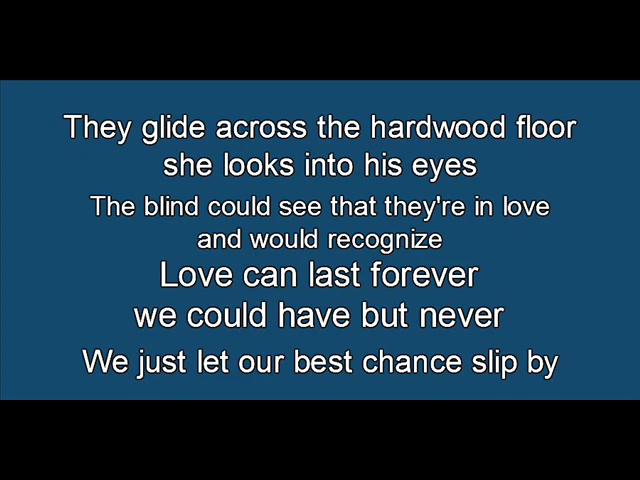 They glide across the hardwood floor
she looks into his eyes
The blind could see that they're in love
and would recognize
Love can last forever
we could have but never
We just let our best chance slip by